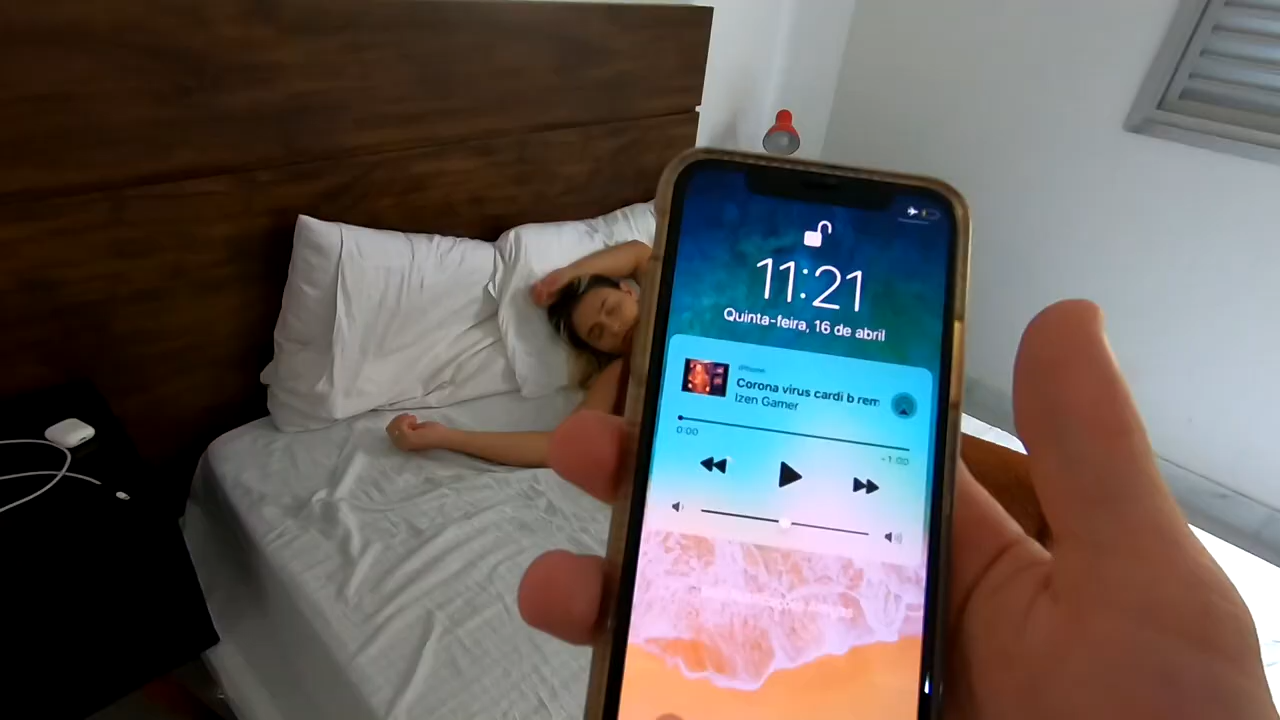 11:21
Quinta-feira, 16 de abril
iPhone
Corona virus cardi b rem
Izen Gamer
0:00
-1:00